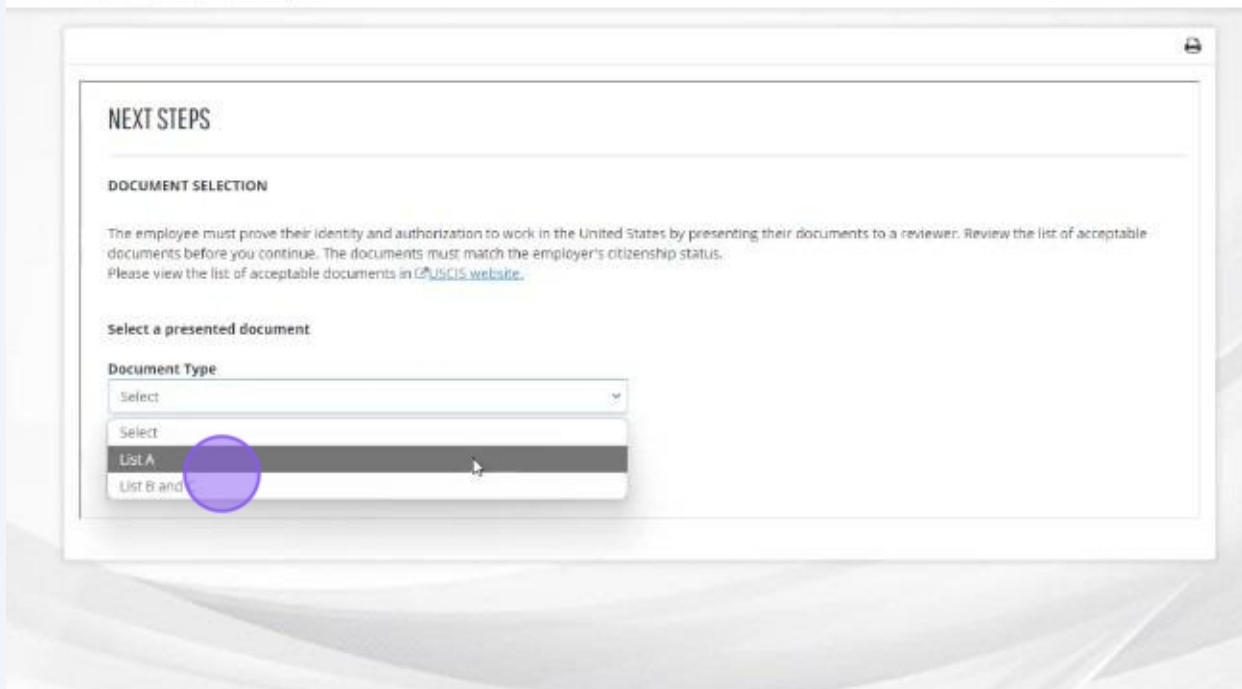 NEXT STEPS
DOCUMENT SELECTION
The employee must prove their identity and authorization to work in the United States by presenting their documents to a reviewer. Review the list of acceptable
documents before you continue. The documents must match the employer's citizenship status.
Please view the list of acceptable documents in USCIS website.
Select a presented document
Document Type
Select
Select
List A
List B and C